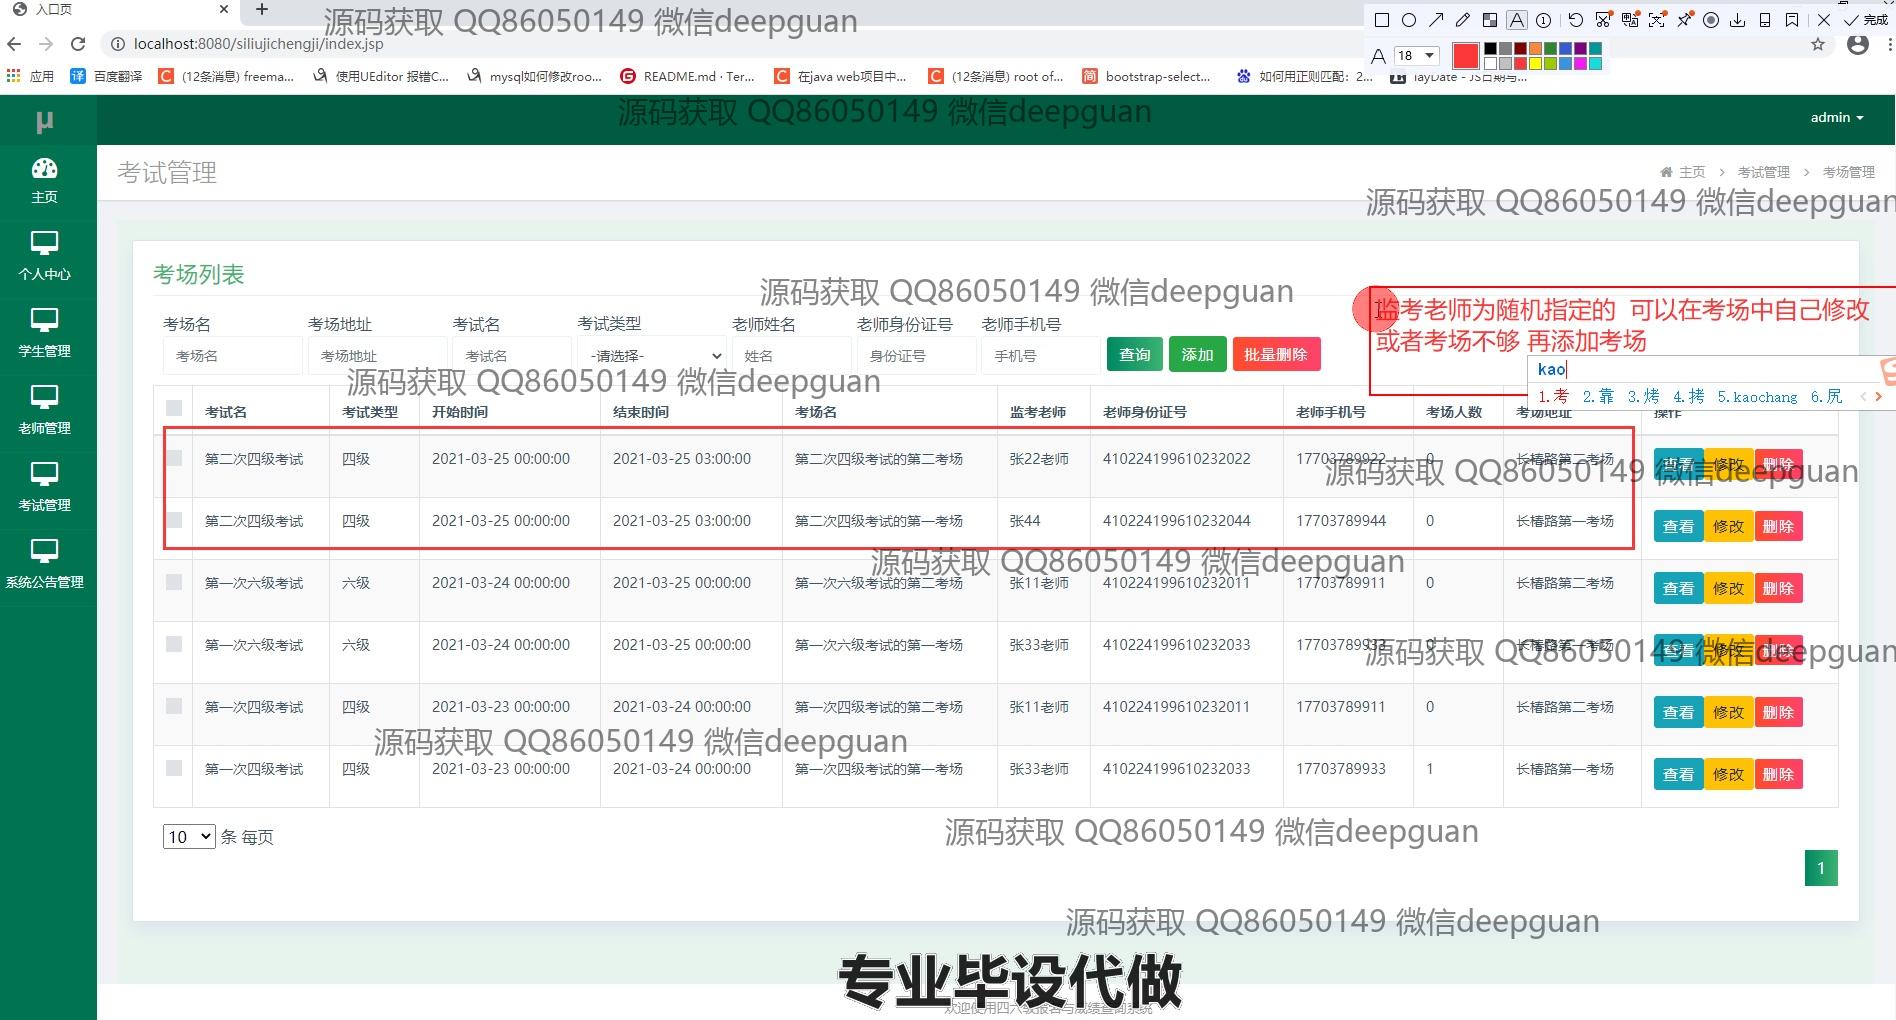 入口页
源码获取 QQ86050149 微信deepguan
完成
localhost:8080/siliujichengji/index.jsp
18
应用 百度翻译 (12条消息) freema... 使用UEditor 报错C... mysql如何修改roo... README.md · Ter... 在java web项目中... (12条消息) root of... bootstrap-select... 如何用正则匹配：2... layDate - JS日期与...
源码获取 QQ86050149 微信deepguan
μ
admin
主页
个人中心
学生管理
老师管理
考试管理
系统公告管理
考试管理
主页 > 考试管理 > 考场管理
源码获取 QQ86050149 微信deepguan
考场列表
源码获取 QQ86050149 微信deepguan
监考老师为随机指定的 可以在考场中自己修改
或者考场不够 再添加考场
kao
1.考 2.靠 3.烤 4.拷 5.kaochang 6.尻
考场名 考场地址 考试名 考试类型 老师姓名 老师身份证号 老师手机号
考场名 考场地址 考试名 -请选择- 姓名 身份证号 手机号 查询 添加 批量删除
源码获取 QQ86050149 微信deepguan
考试名 考试类型 开始时间 结束时间 考场名 监考老师 老师身份证号 老师手机号 考场人数 考场地址 操作
第二次四级考试 四级 2021-03-25 00:00:00 2021-03-25 03:00:00 第二次四级考试的第二考场 张22老师 410224199610232022 17703789922 0 长椿路第二考场 查看 修改 删除
源码获取 QQ86050149 微信deepguan
第二次四级考试 四级 2021-03-25 00:00:00 2021-03-25 03:00:00 第二次四级考试的第一考场 张44 410224199610232044 17703789944 0 长椿路第一考场 查看 修改 删除
源码获取 QQ86050149 微信deepguan
第一次六级考试 六级 2021-03-24 00:00:00 2021-03-25 00:00:00 第一次六级考试的第二考场 张11老师 410224199610232011 17703789911 0 长椿路第二考场 查看 修改 删除
第一次六级考试 六级 2021-03-24 00:00:00 2021-03-25 00:00:00 第一次六级考试的第一考场 张33老师 410224199610232033 17703789933 0 长椿路第一考场 查看 修改 删除
源码获取 QQ86050149 微信deepguan
第一次四级考试 四级 2021-03-23 00:00:00 2021-03-24 00:00:00 第一次四级考试的第二考场 张11老师 410224199610232011 17703789911 0 长椿路第二考场 查看 修改 删除
源码获取 QQ86050149 微信deepguan
第一次四级考试 四级 2021-03-23 00:00:00 2021-03-24 00:00:00 第一次四级考试的第一考场 张33老师 410224199610232033 17703789933 1 长椿路第一考场 查看 修改 删除
10 条 每页
源码获取 QQ86050149 微信deepguan
1
源码获取 QQ86050149 微信deepguan
专业毕设代做
欢迎使用四六级报名与成绩查询系统